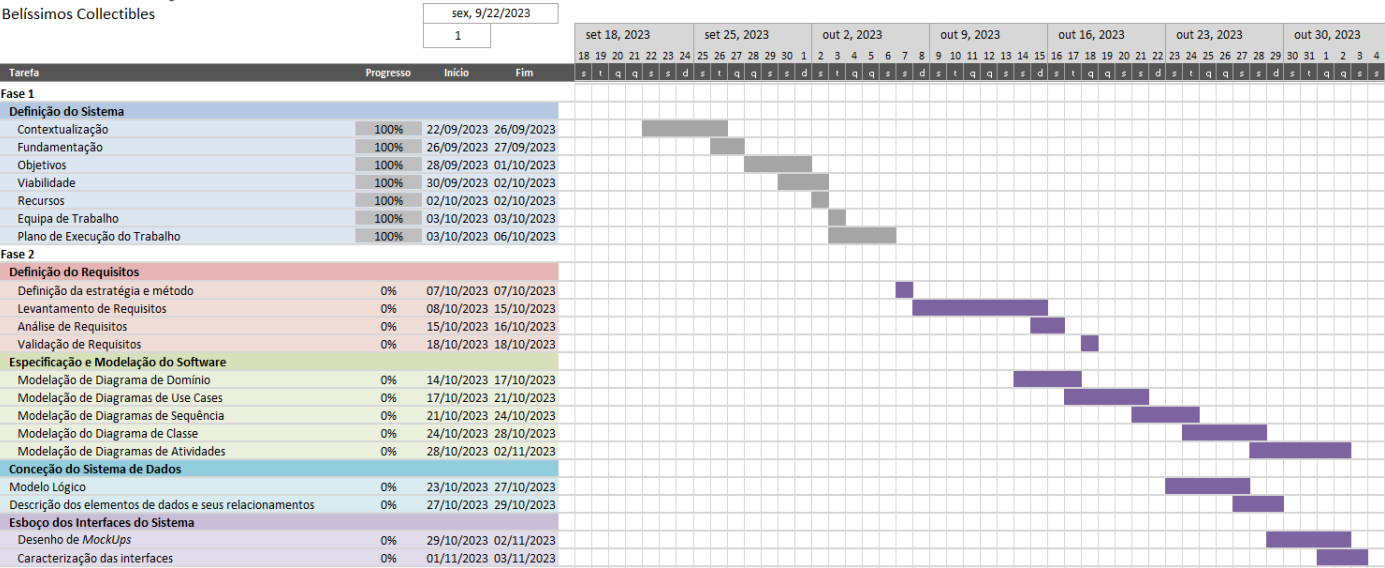 Belíssimos Collectibles
sex, 9/22/2023
1
set 18, 2023 set 25, 2023 out 2, 2023 out 9, 2023 out 16, 2023 out 23, 2023 out 30, 2023
18 19 20 21 22 23 24 25 26 27 28 29 30 1 2 3 4 5 6 7 8 9 10 11 12 13 14 15 16 17 18 19 20 21 22 23 24 25 26 27 28 29 30 31 1 2 3 4
Tarefa Progresso Início Fim s t q q s s d s t q q s s d s t q q s s d s t q q s s d s t q q s s d s t q q s s d s t q q s s
Fase 1
Definição do Sistema
Contextualização 100% 22/09/2023 26/09/2023
Fundamentação 100% 26/09/2023 27/09/2023
Objetivos 100% 28/09/2023 01/10/2023
Viabilidade 100% 30/09/2023 02/10/2023
Recursos 100% 02/10/2023 02/10/2023
Equipa de Trabalho 100% 03/10/2023 03/10/2023
Plano de Execução do Trabalho 100% 03/10/2023 06/10/2023
Fase 2
Definição do Requisitos
Definição da estratégia e método 0% 07/10/2023 07/10/2023
Levantamento de Requisitos 0% 08/10/2023 15/10/2023
Análise de Requisitos 0% 15/10/2023 16/10/2023
Validação de Requisitos 0% 18/10/2023 18/10/2023
Especificação e Modelação do Software
Modelação de Diagrama de Domínio 0% 14/10/2023 17/10/2023
Modelação de Diagramas de Use Cases 0% 17/10/2023 21/10/2023
Modelação de Diagramas de Sequência 0% 21/10/2023 24/10/2023
Modelação do Diagrama de Classe 0% 24/10/2023 28/10/2023
Modelação de Diagramas de Atividades 0% 28/10/2023 02/11/2023
Conceção do Sistema de Dados
Modelo Lógico 0% 23/10/2023 27/10/2023
Descrição dos elementos de dados e seus relacionamentos 0% 27/10/2023 29/10/2023
Esboço dos Interfaces do Sistema
Desenho de MockUps 0% 29/10/2023 02/11/2023
Caracterização das interfaces 0% 01/11/2023 03/11/2023